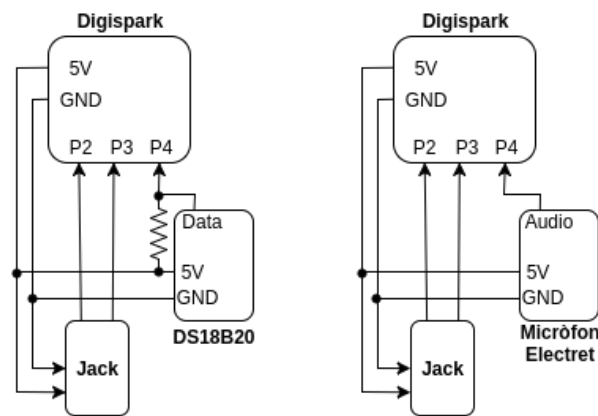 Digispark
5V
GND
P2 P3 P4
Data
5V
GND
DS18B20
Jack
Digispark
5V
GND
P2 P3 P4
Audio
5V
GND
Micròfon
Electret
Jack